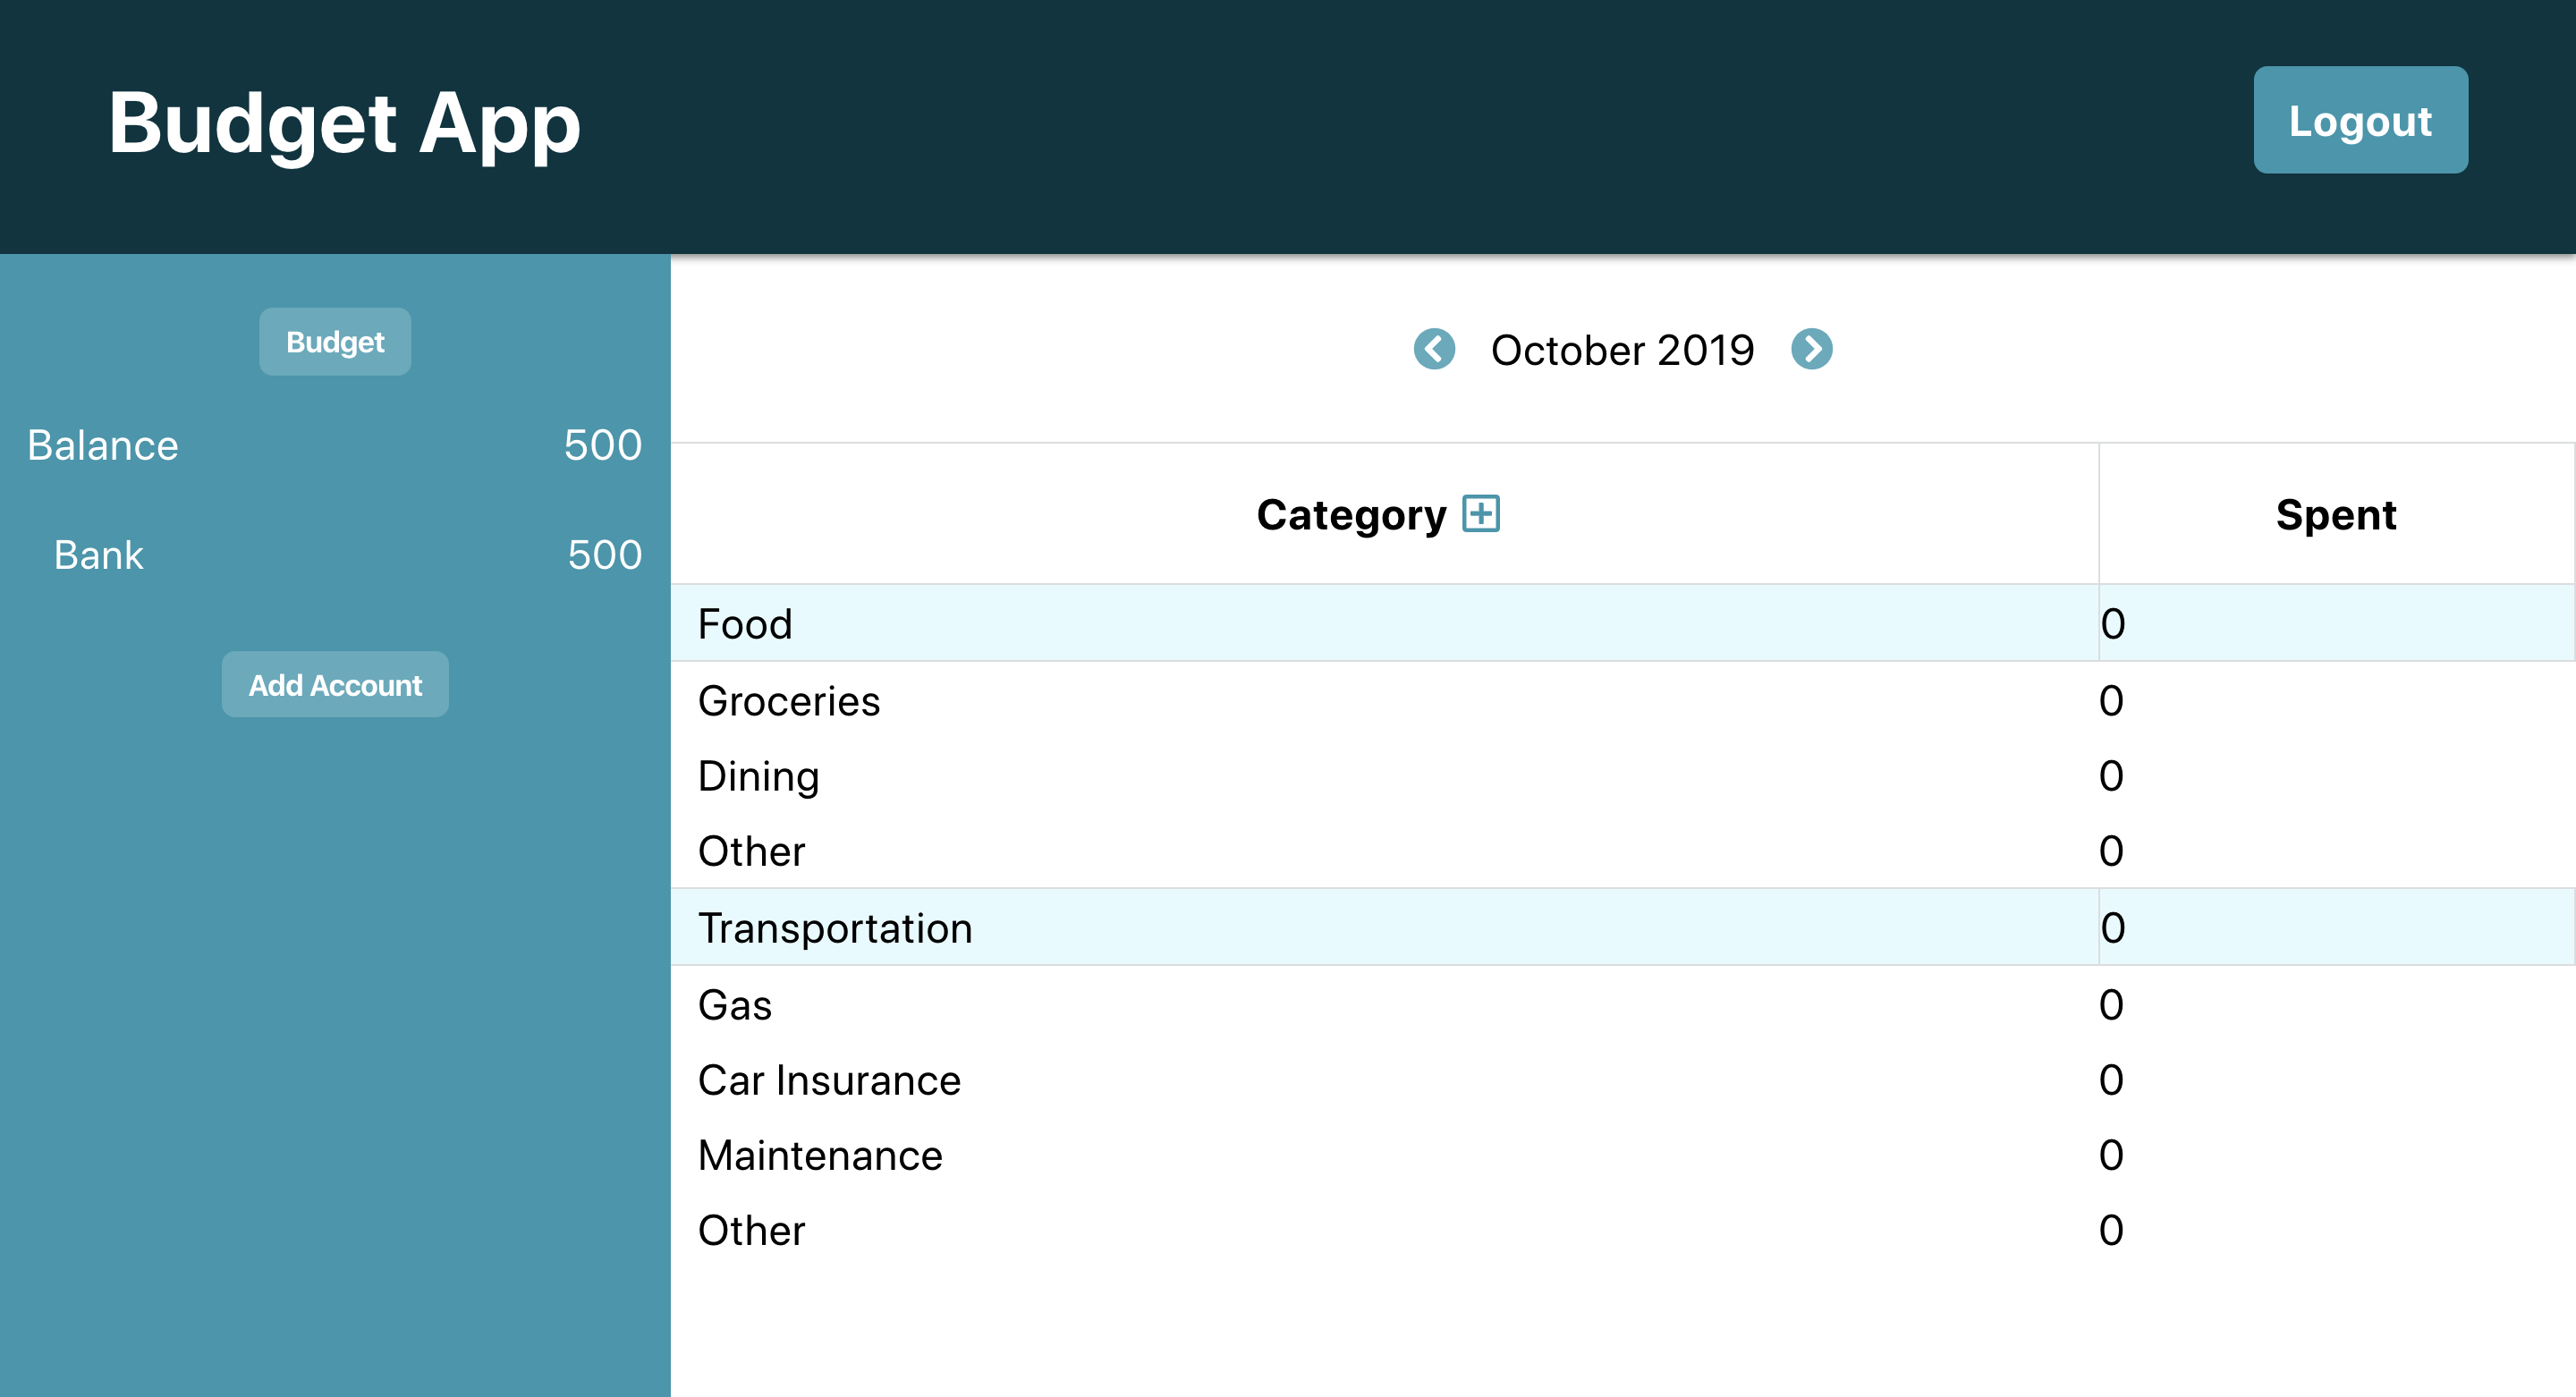 Budget App
Logout
Budget
Balance 500
Bank 500
Add Account
October 2019
Category Spent
Food 0
Groceries 0
Dining 0
Other 0
Transportation 0
Gas 0
Car Insurance 0
Maintenance 0
Other 0